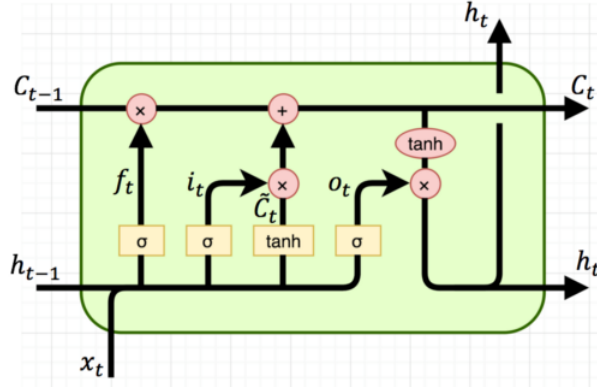 h_t
C_{t-1}
C_t
×
+
tanh
f_t
i_t
×
o_t
×
C̃_t
σ
σ
tanh
σ
h_{t-1}
h_t
x_t